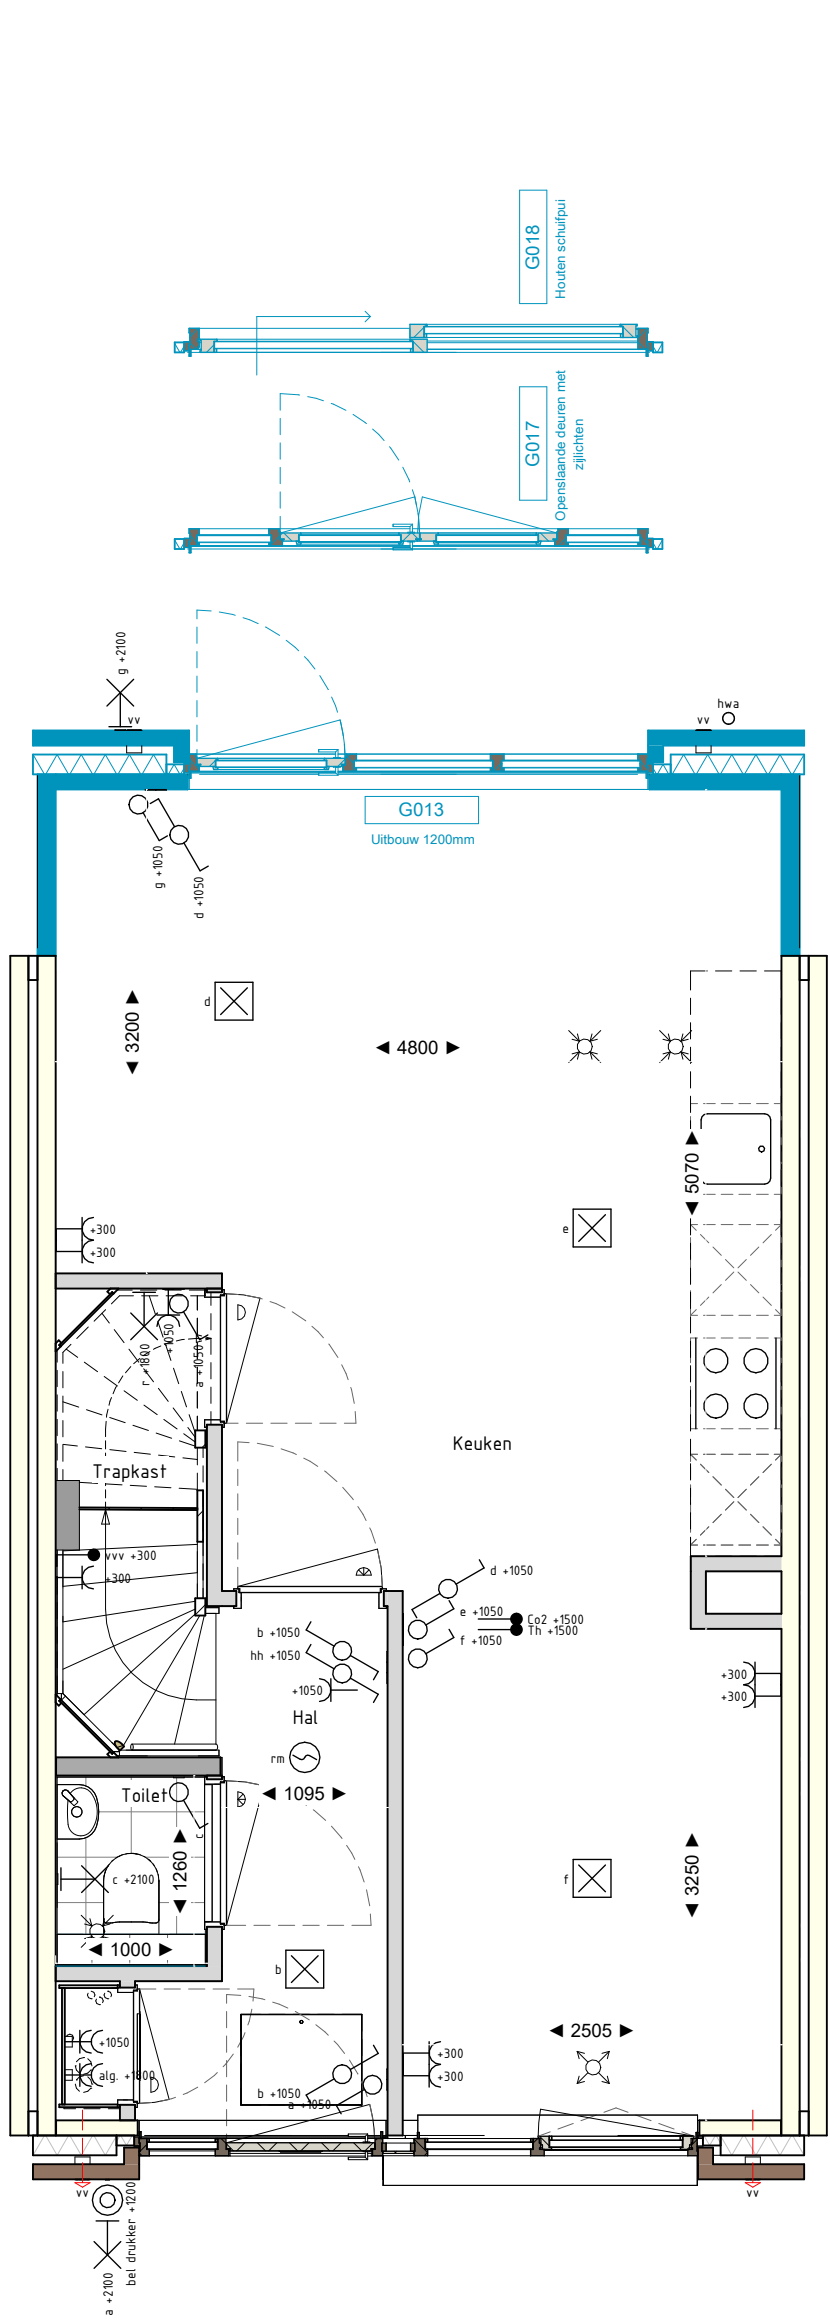 G018
Houten schuifpui
G017
Openslaande deuren met
zijlichten
g +2100
vv
vv
hwa
G013
Uitbouw 1200mm
g +1050
d +1050
d
3200
4800
5070
+300
+300
e
r +1800
+1050
a +1050
Keuken
Trapkast
vvv +300
+300
d +1050
e +1050
Co2 +1500
f +1050
Th +1500
b +1050
hh +1050
+1050
+300
+300
Hal
rm
Toilet
1095
c
1260
c +2100
f
3250
1000
b
2505
+1050
alg. +1800
+300
+300
b +1050
a +1050
vv
vv
bel drukker +1200
a +2100